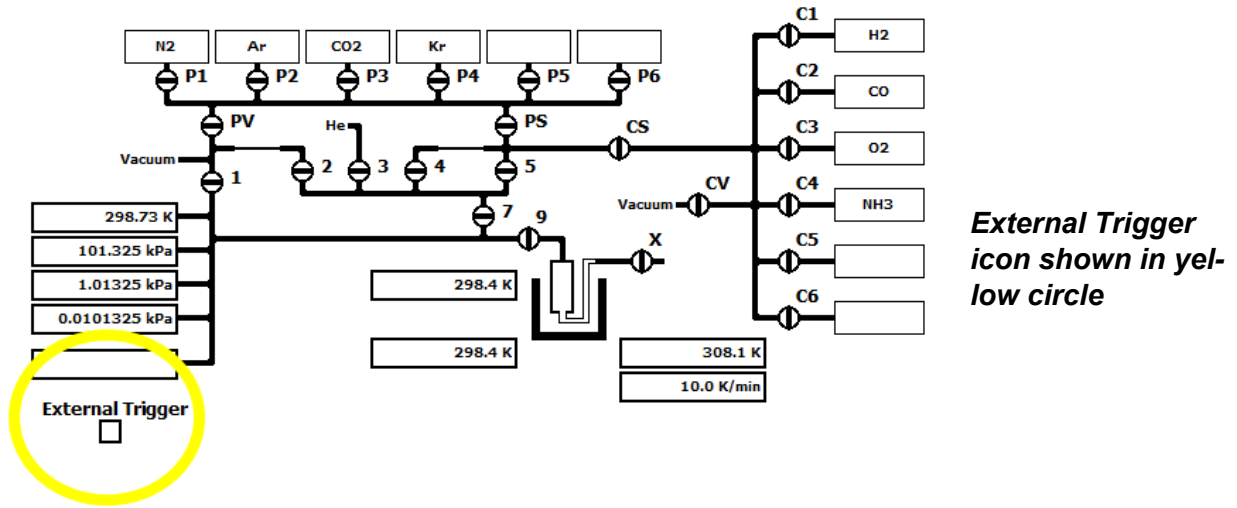 C1
N2 Ar CO2 Kr H2
P1 P2 P3 P4 P5 P6
C2
CO
PV PS
He CS C3
Vacuum O2
2 3 4 5
1
CV C4
Vacuum NH3
7 9
298.73 K
X
101.325 kPa
C5
1.01325 kPa 298.4 K
C6
0.0101325 kPa
298.4 K 308.1 K
10.0 K/min
External Trigger
External Trigger
icon shown in yel-
low circle